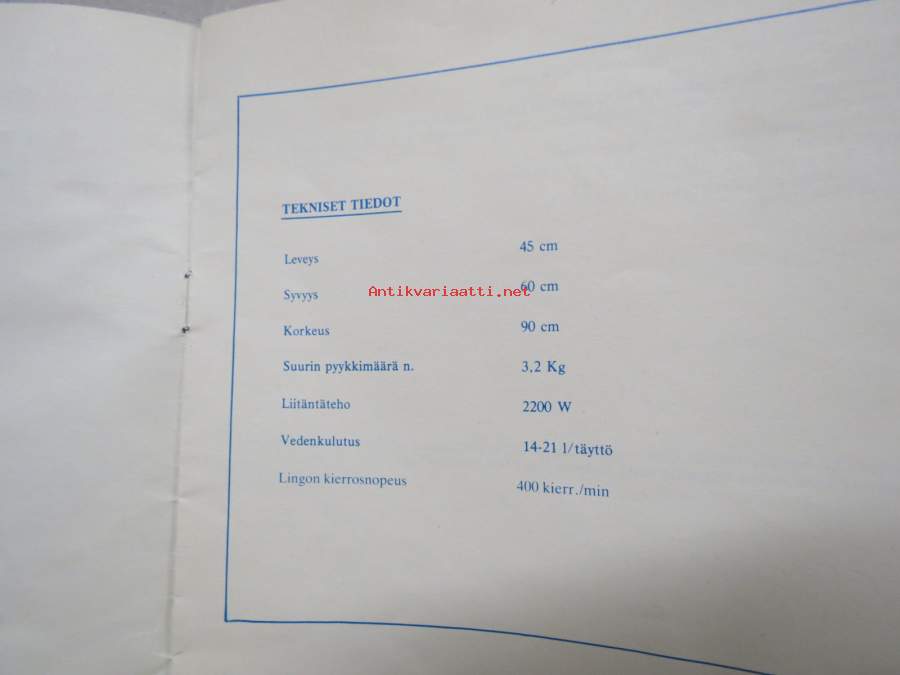 TEKNISET TIEDOT
Leveys 45 cm
Syvyys 60 cm
Antikvariaatti.net
Korkeus 90 cm
Suurin pyykkimäärä n. 3,2 Kg
Liitäntäteho 2200 W
Vedenkulutus 14-21 l/täyttö
Lingon kierrosnopeus 400 kierr./min